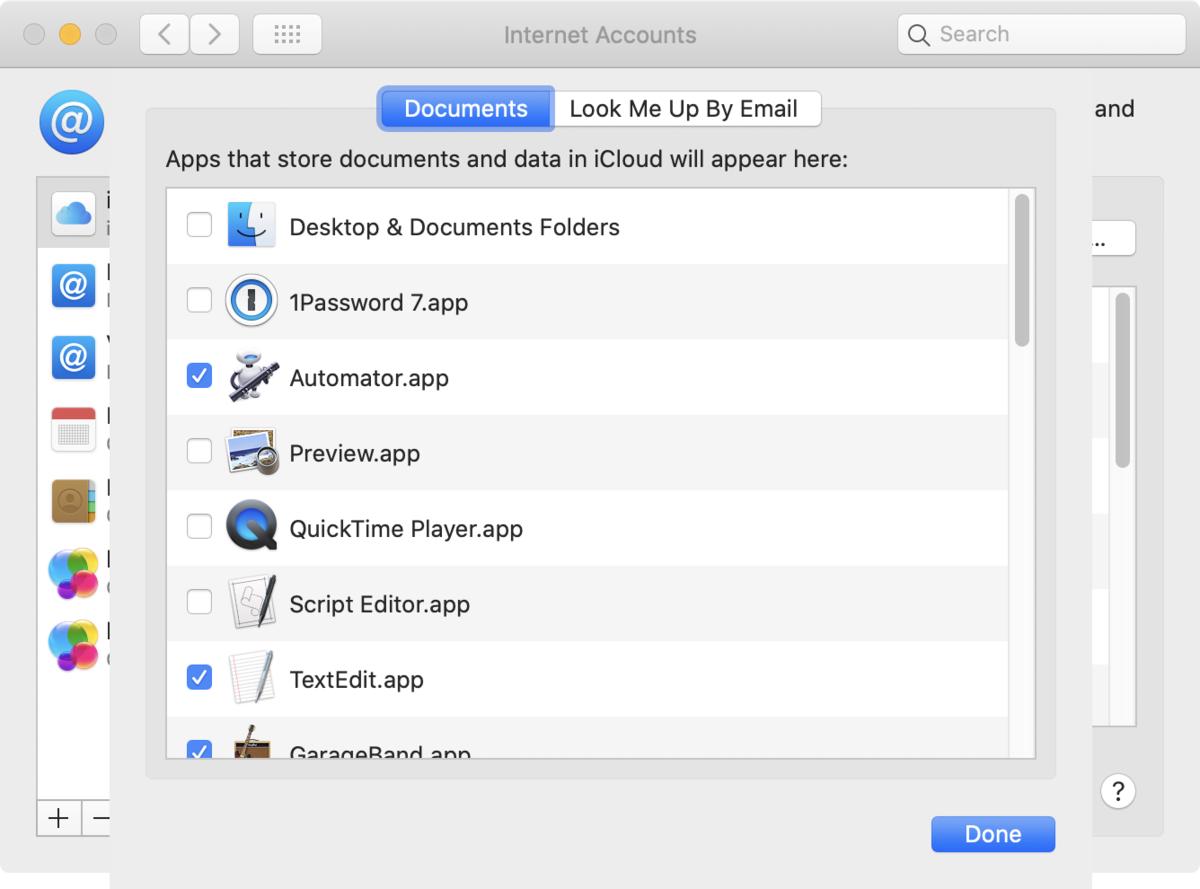 Internet Accounts
Search
and
Documents
Look Me Up By Email
Apps that store documents and data in iCloud will appear here:
Desktop & Documents Folders
1Password 7.app
Automator.app
Preview.app
QuickTime Player.app
Script Editor.app
TextEdit.app
GarageBand.app
...
?
Done